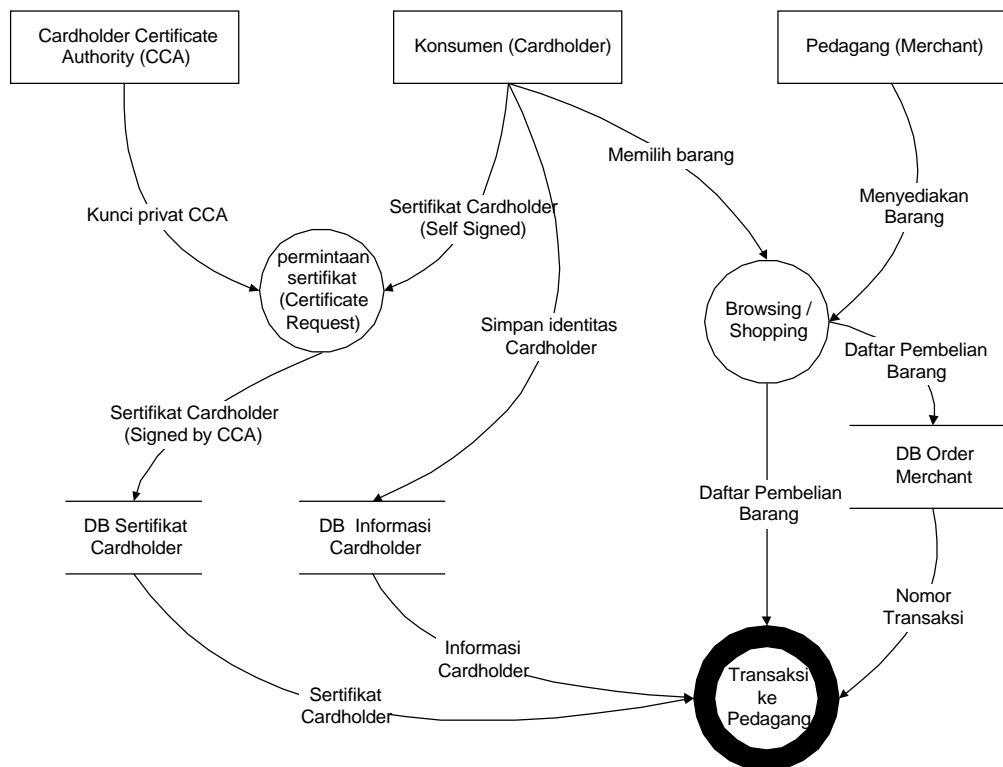 Cardholder Certificate
Authority (CCA)
Konsumen (Cardholder)
Pedagang (Merchant)
Memilih barang
Menyediakan
Barang
Kunci privat CCA
Sertifikat Cardholder
(Self Signed)
permintaan
sertifikat
(Certificate
Request)
Browsing /
Shopping
Simpan identitas
Cardholder
Daftar Pembelian
Barang
Sertifikat Cardholder
(Signed by CCA)
DB Order
Merchant
Daftar Pembelian
Barang
DB Sertifikat
Cardholder
DB Informasi
Cardholder
Nomor
Transaksi
Informasi
Cardholder
Transaksi
ke
Pedagang
Sertifikat
Cardholder